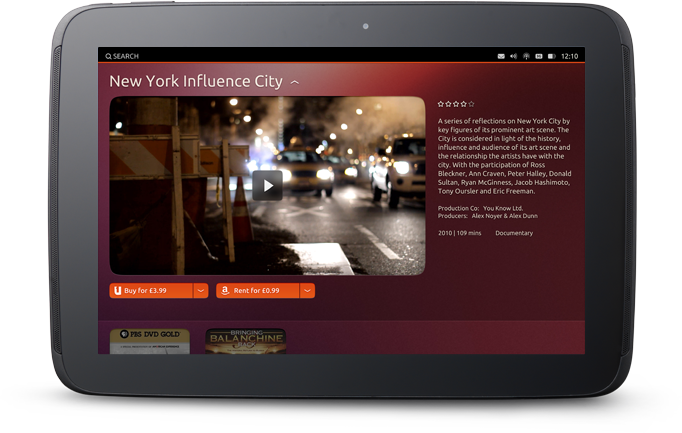 SEARCH
12:10
New York Influence City
A series of reflections on New York City by
key figures of its prominent art scene. The
City is considered in light of the history,
influence and audience of its art scene and
the relationship the artists have with the
city. With the participation of Ross
Bleckner, Ann Craven, Peter Halley, Donald
Sultan, Ryan McGinness, Jacob Hashimoto,
Tony Oursler and Eric Freeman.
Production Co: You Know Ltd.
Producers: Alex Noyer & Alex Dunn
2010 | 109 mins Documentary
Buy for £3.99
Rent for £0.99
PBS DVD GOLD
BRINGING
BALANCHINE
BACK